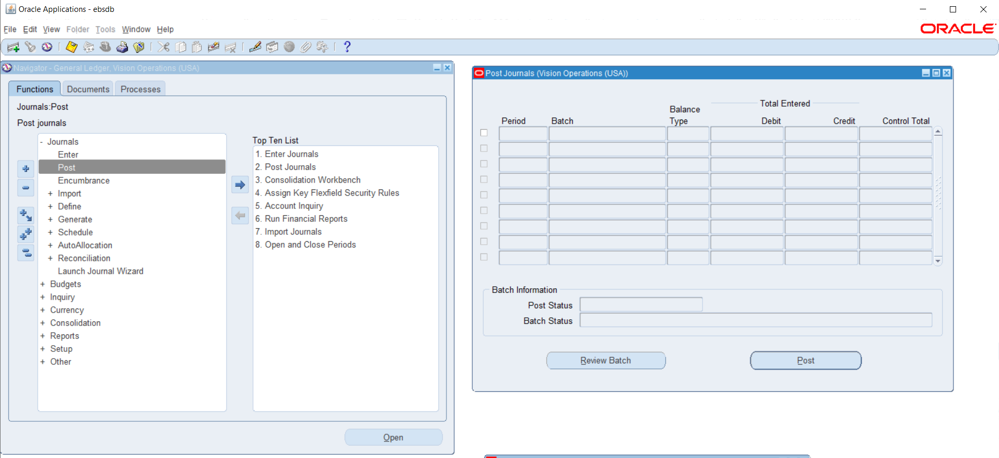 Oracle Applications - ebsdb
File Edit View Folder Tools Window Help
ORACLE
Navigator - General Ledger, Vision Operations (USA)
Functions Documents Processes
Journals:Post
Post journals
- Journals
Enter
Post
Encumbrance
+ Import
+ Define
+ Generate
+ Schedule
+ AutoAllocation
+ Reconciliation
Launch Journal Wizard
+ Budgets
+ Inquiry
+ Currency
+ Consolidation
+ Reports
+ Setup
+ Other
Top Ten List
1. Enter Journals
2. Post Journals
3. Consolidation Workbench
4. Assign Key Flexfield Security Rules
5. Account Inquiry
6. Run Financial Reports
7. Import Journals
8. Open and Close Periods
Open
Post Journals (Vision Operations (USA))
Total Entered
Period Batch Balance Type Debit Credit Control Total
Batch Information
Post Status
Batch Status
Review Batch Post